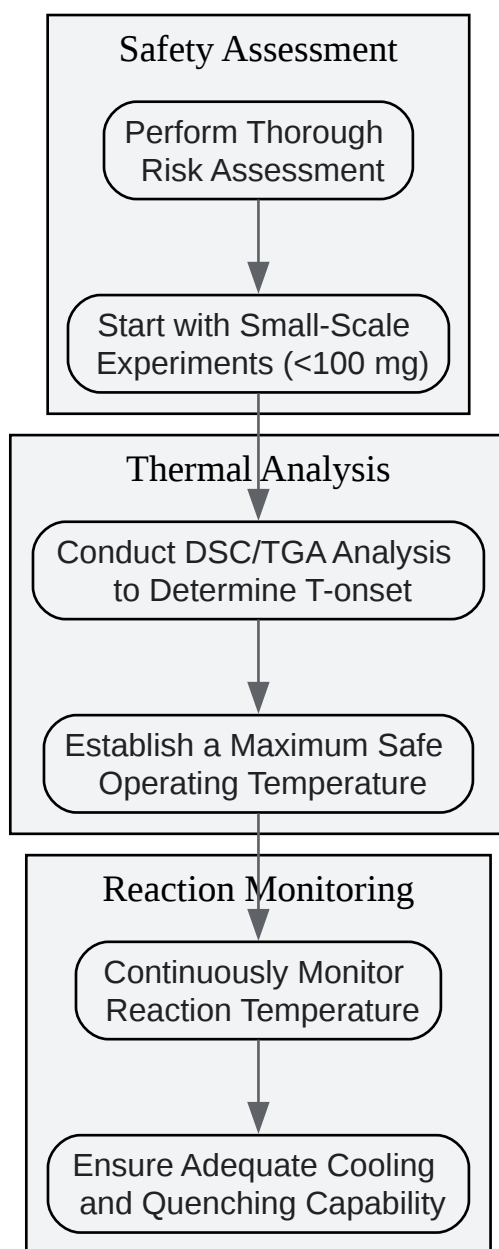 Safety Assessment
Perform Thorough
Risk Assessment
Start with Small-Scale
Experiments (<100 mg)
Thermal Analysis
Conduct DSC/TGA Analysis
to Determine T-onset
Establish a Maximum Safe
Operating Temperature
Reaction Monitoring
Continuously Monitor
Reaction Temperature
Ensure Adequate Cooling
and Quenching Capability